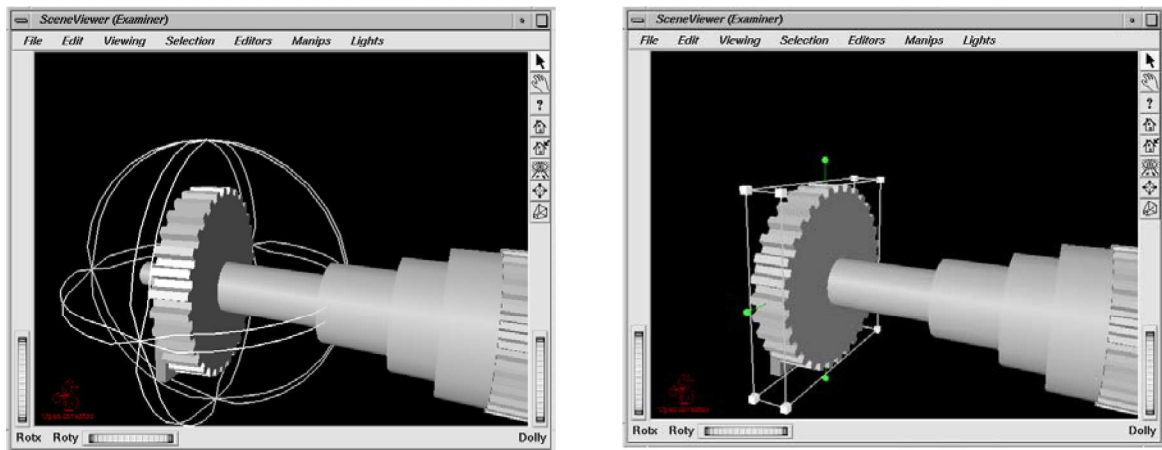 SceneViewer (Examiner)
File Edit Viewing Selection Editors Manips Lights
?
Rotx Roty Dolly
SceneViewer (Examiner)
File Edit Viewing Selection Editors Manips Lights
?
Rotx Roty Dolly